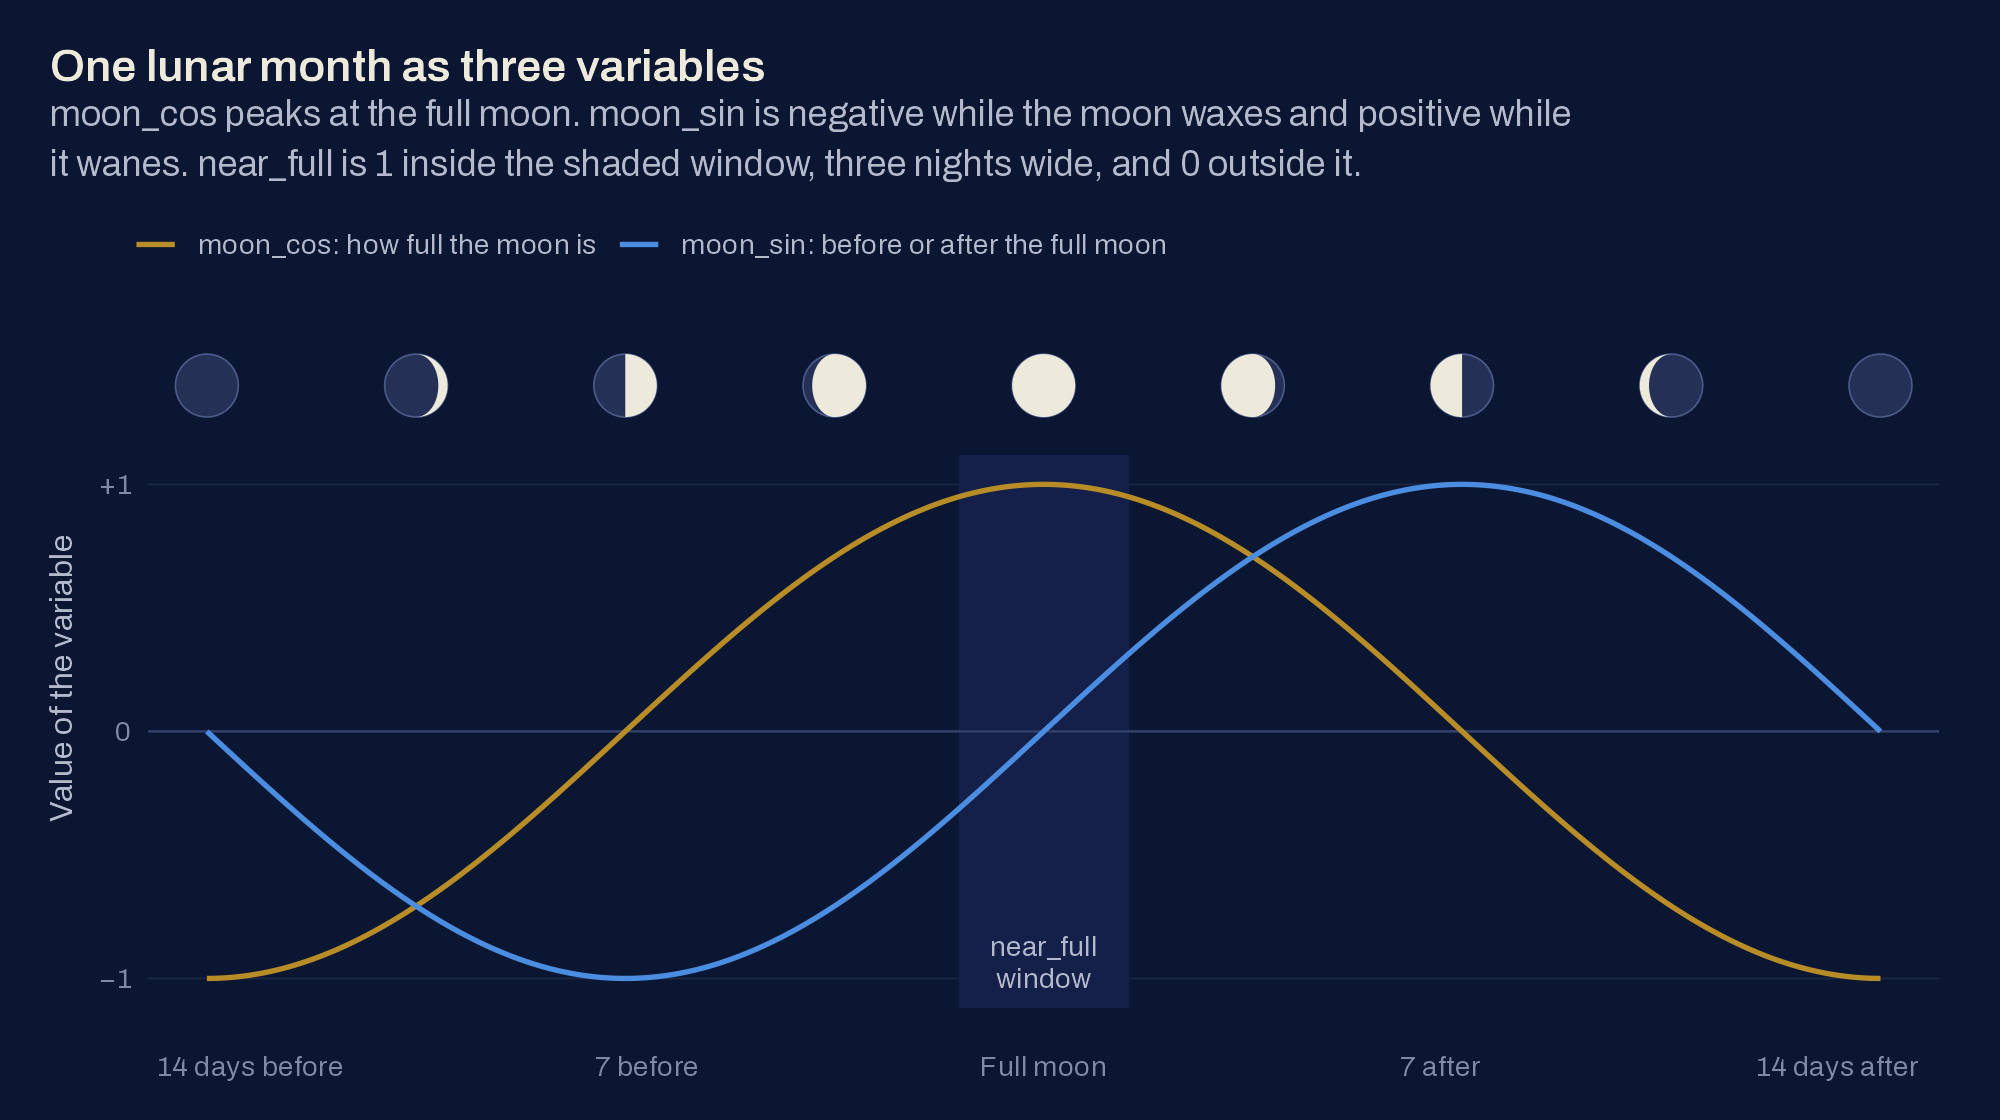 One lunar month as three variables
moon_cos peaks at the full moon. moon_sin is negative while the moon waxes and positive while
it wanes. near_full is 1 inside the shaded window, three nights wide, and 0 outside it.
moon_cos: how full the moon is
moon_sin: before or after the full moon
+1
0
−1
Value of the variable
near_full
window
14 days before
7 before
Full moon
7 after
14 days after